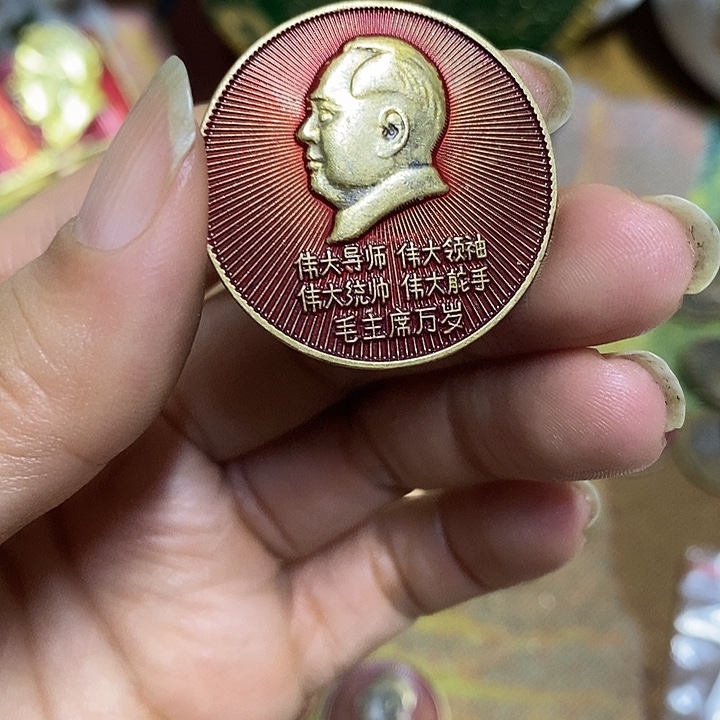 伟大导师 伟大领袖
伟大统帅 伟大舵手
毛主席万岁